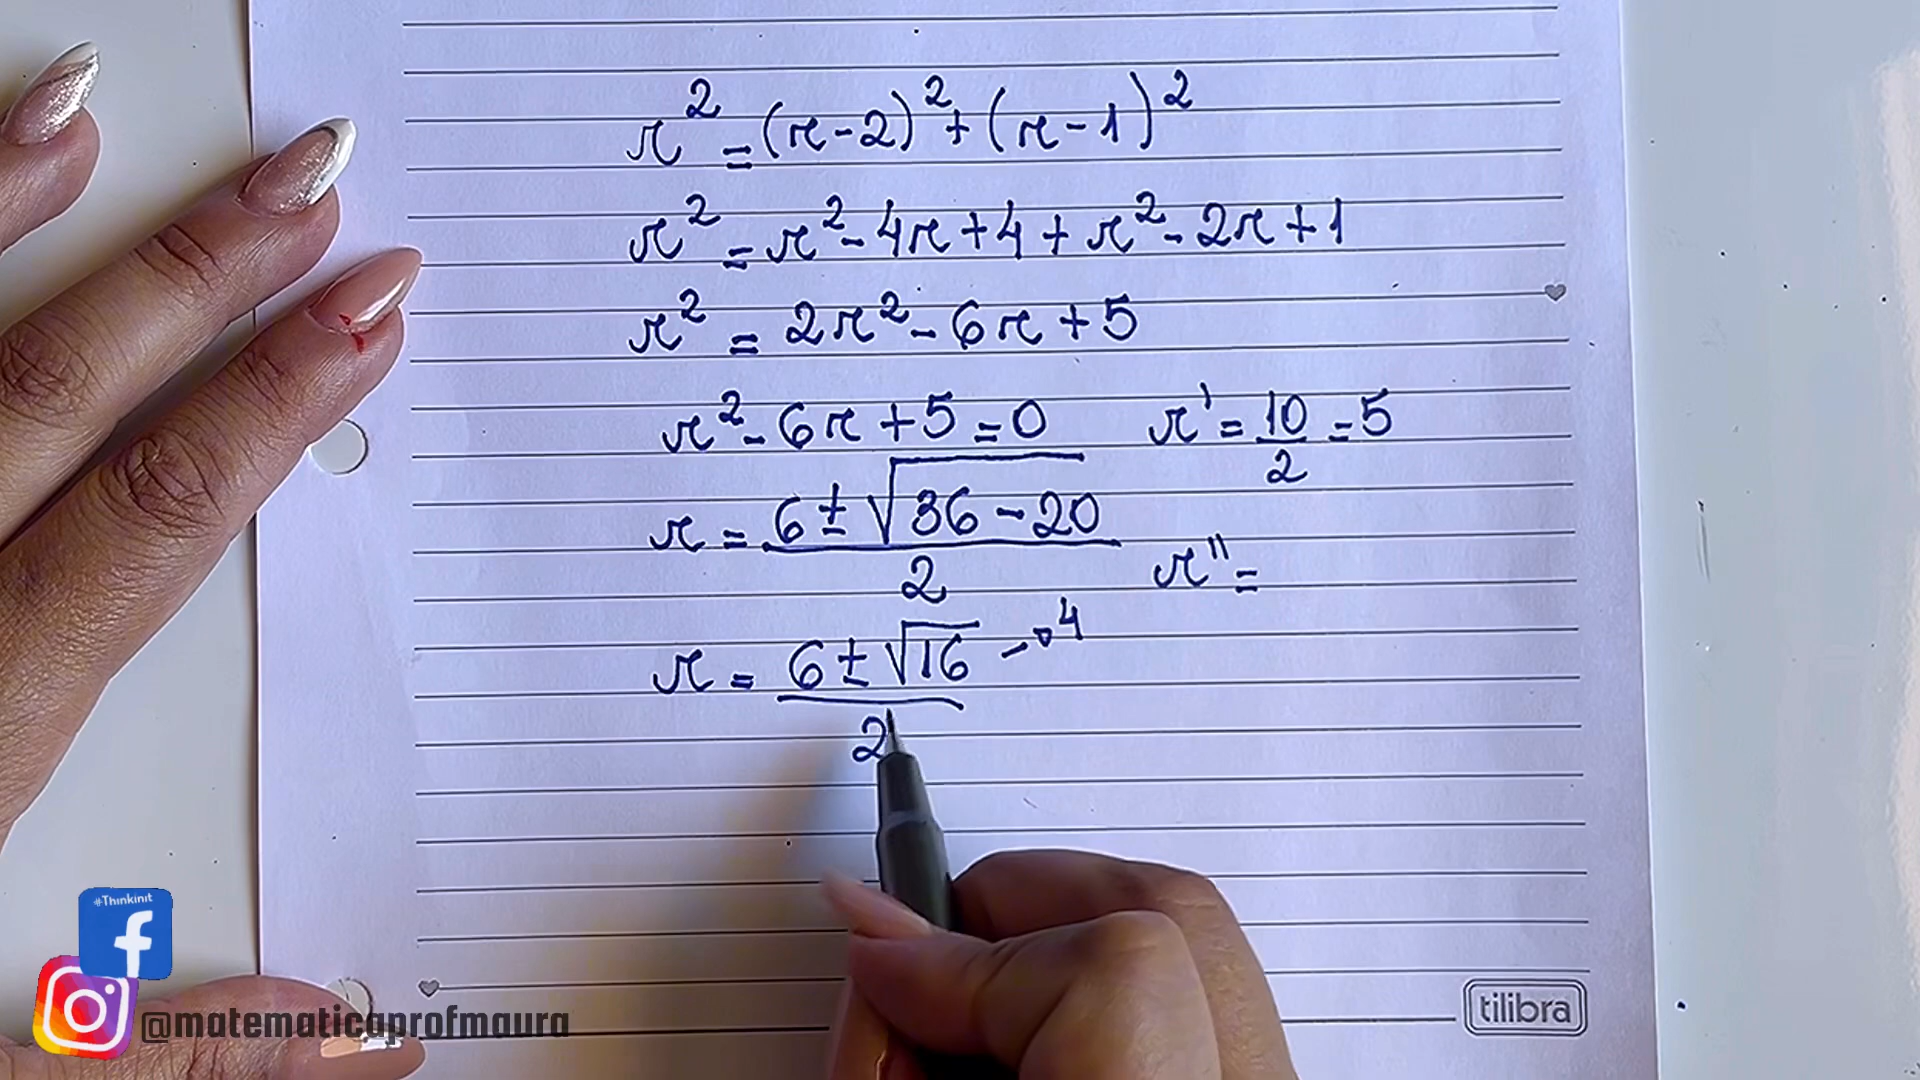 r² = (r-2)² + (r-1)²
r² = r² - 4r + 4 + r² - 2r + 1
r² = 2r² - 6r + 5
r² - 6r + 5 = 0
r' = 10/2 = 5
r = (6 ± √(36 - 20))/2
r'' =
r = (6 ± √16)/2 → 4
#Thinkinit
f
@matematicaprofmaura
tilibra